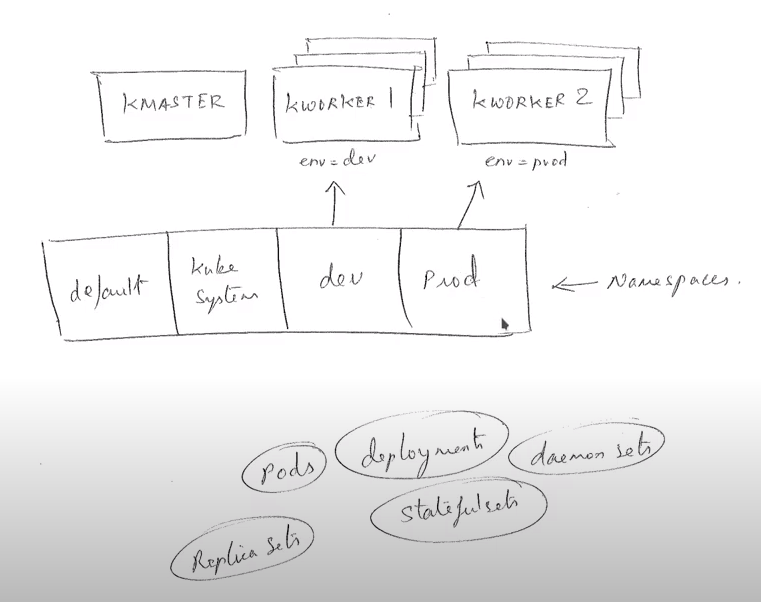 KMASTER
KWORKER 1
KWORKER 2
env = dev
env = prod
default
Kube
System
dev
Prod
Namespaces.
Pods
deployments
daemon sets
Statefulsets
Replica sets